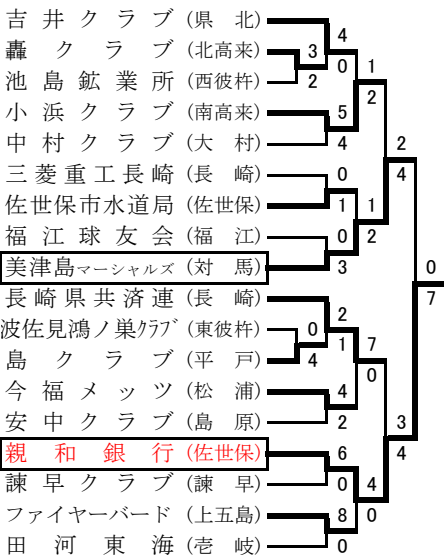 吉井クラブ(県北)
轟クラブ(北高来)
池島鉱業所(西彼杵)
小浜クラブ(南高来)
中村クラブ(大村)
三菱重工長崎(長崎)
佐世保市水道局(佐世保)
福江球友会(福江)
美津島マーシャルズ(対馬)
長崎県共済連(長崎)
波佐見鴻ノ巣クラブ(東彼杵)
島クラブ(平戸)
今福メッツ(松浦)
安中クラブ(島原)
親和銀行(佐世保)
諫早クラブ(諫早)
ファイヤーバード(上五島)
田河東海(壱岐)
4
3
0
1
2
2
5
2
4
4
0
1
1
0
2
3
0
7
2
0
1
7
4
0
4
2
3
6
4
0
4
8
0
0